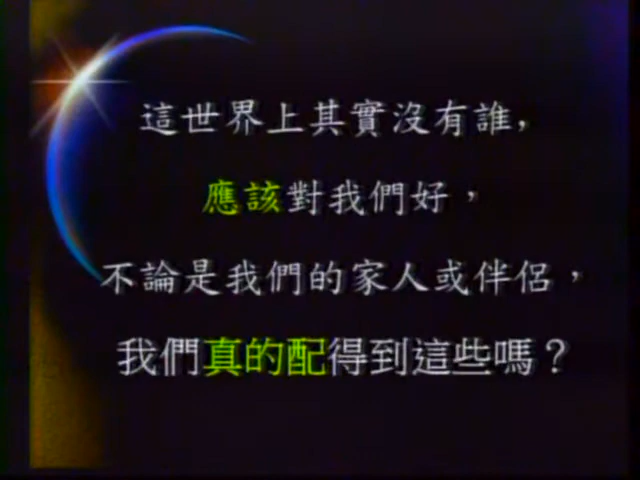 這世界上其實沒有誰，
應該對我們好，
不論是我們的家人或伴侶，
我們真的配得到這些嗎？